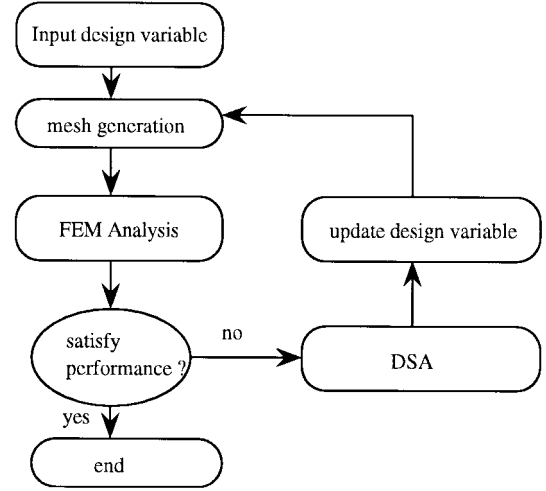 Input design variable
mesh generation
FEM Analysis
update design variable
satisfy
performance ?
no
DSA
yes
end